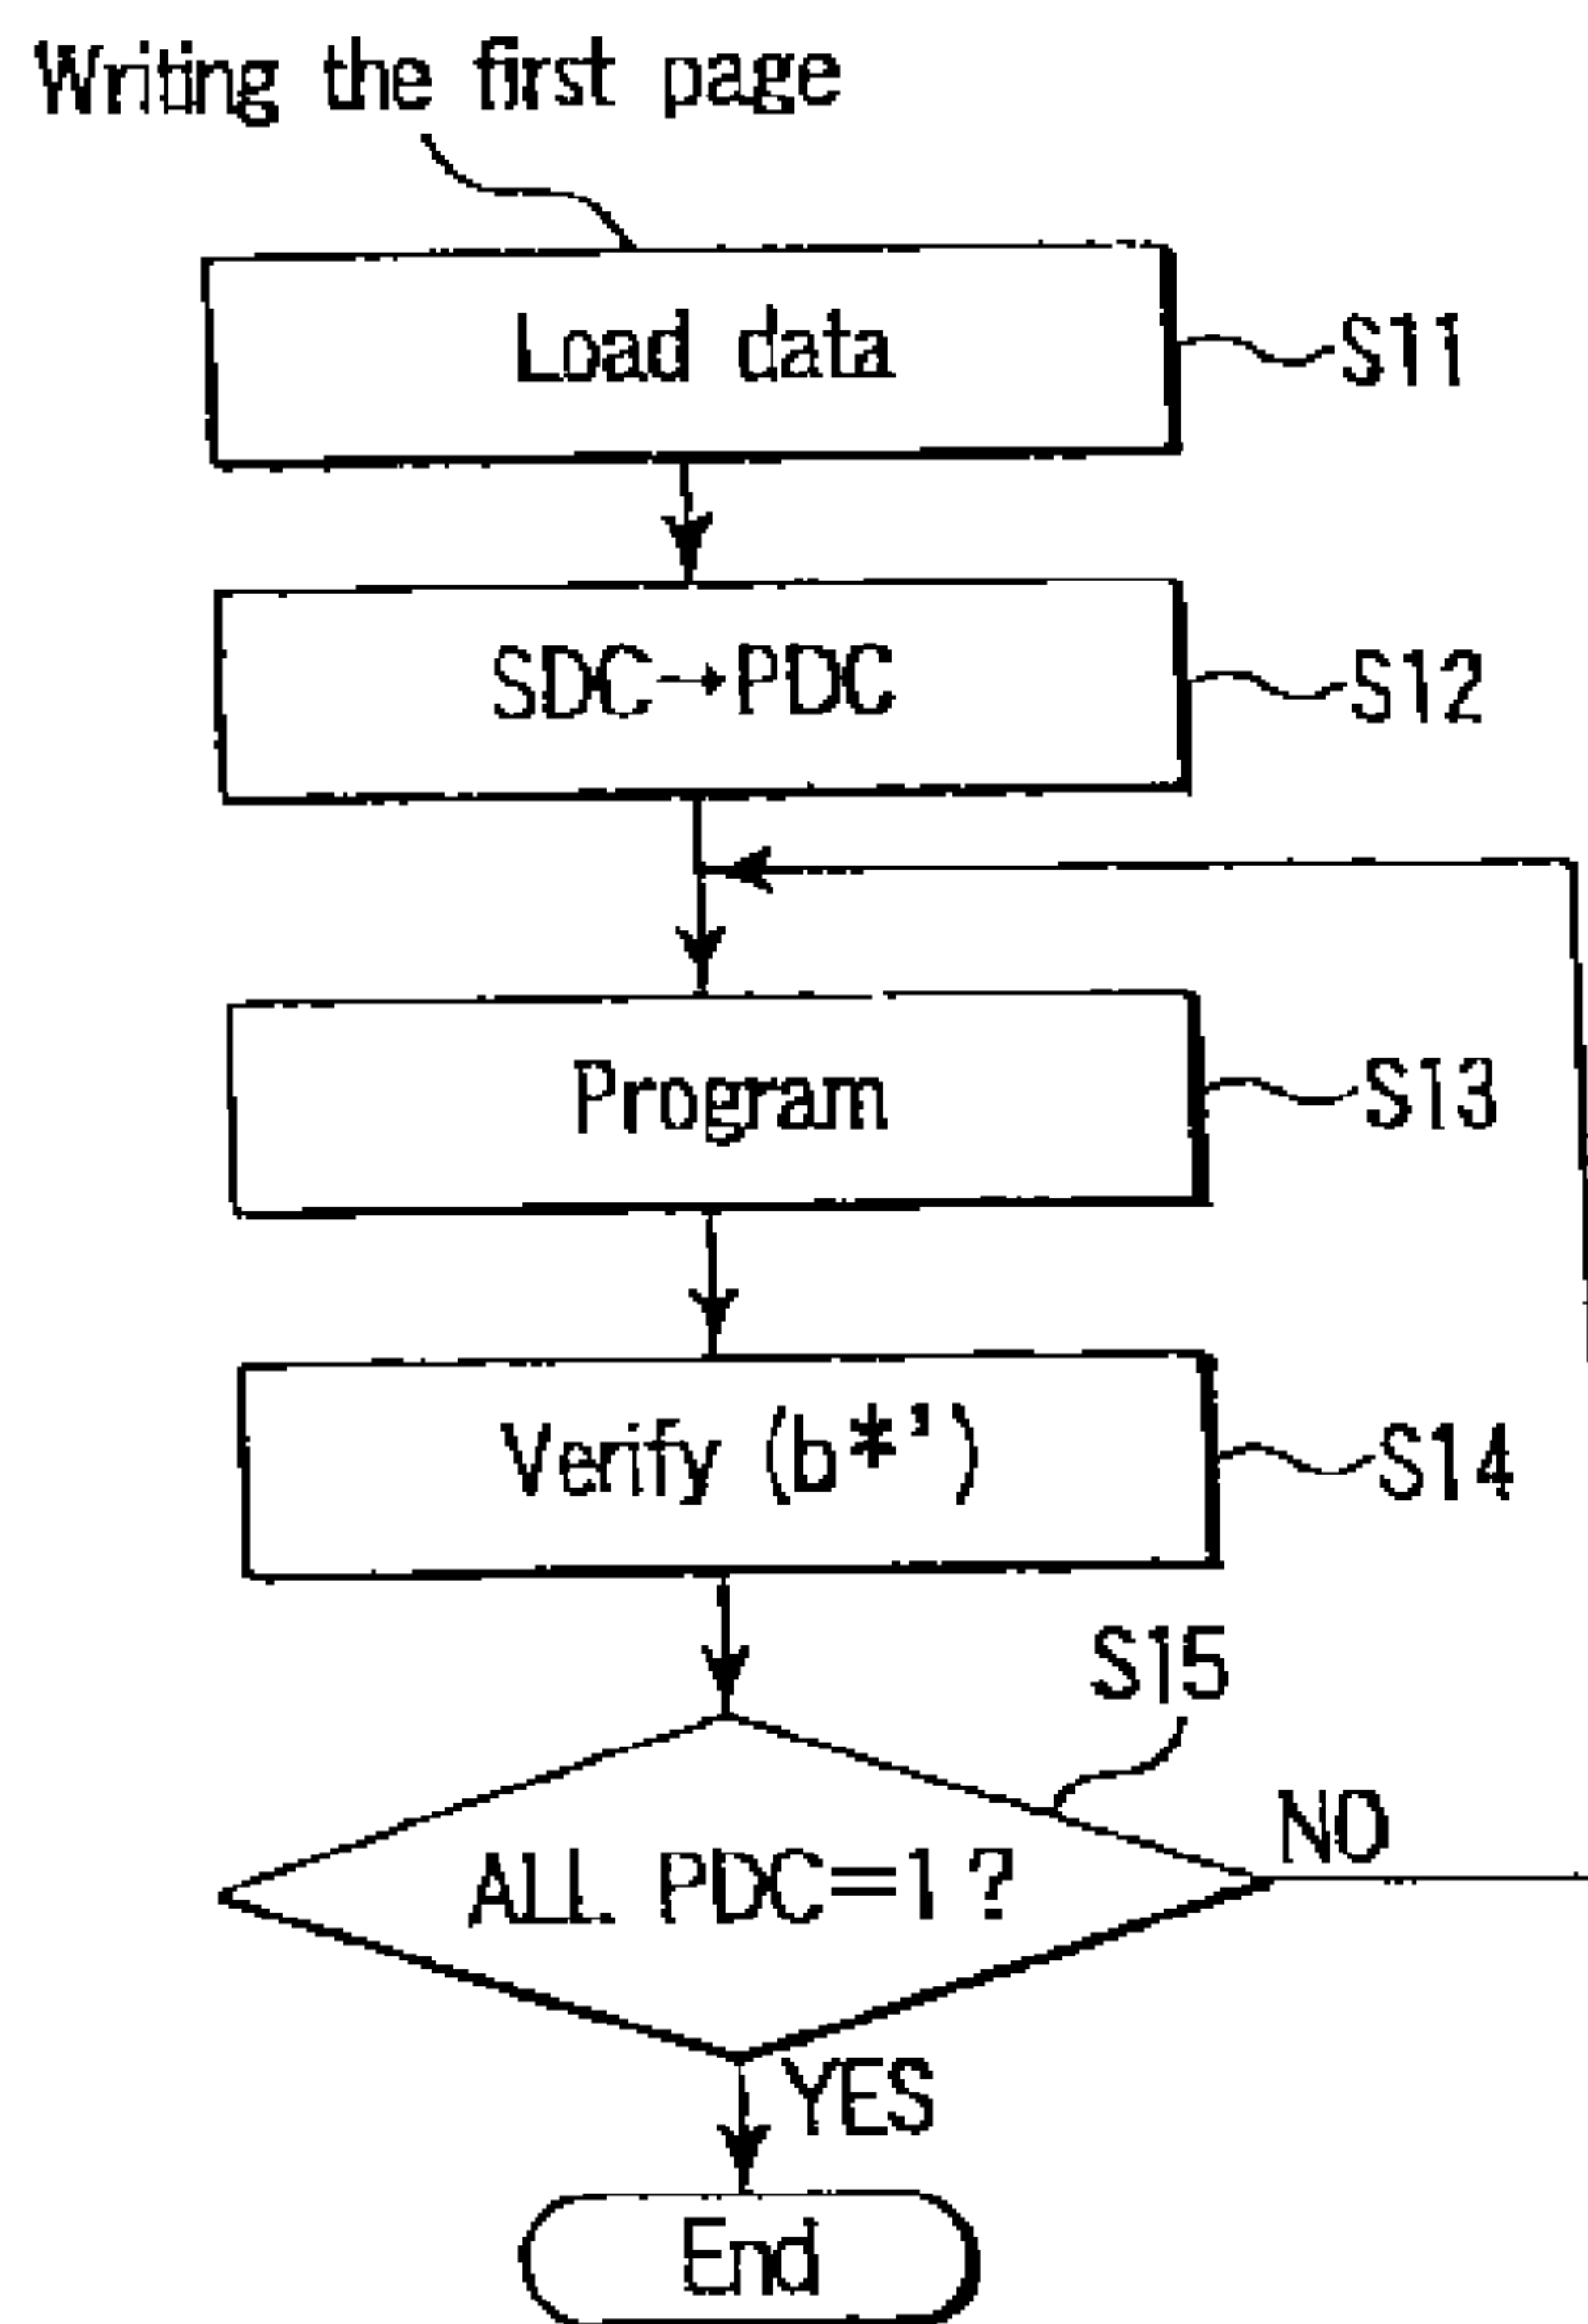 Writing the first page
Load data
S11
SDC→PDC
S12
Program
S13
Verify (b*')
S14
S15
ALL PDC=1?
NO
YES
End